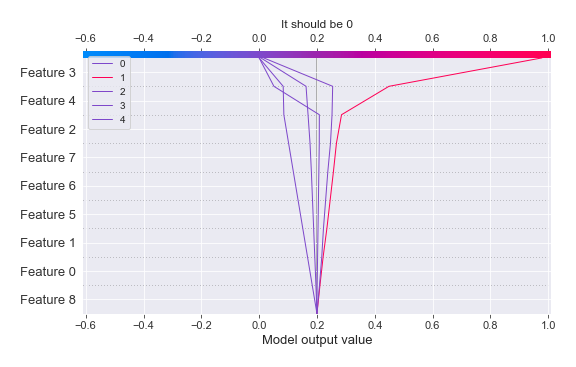 It should be 0
−0.6 −0.4 −0.2 0.0 0.2 0.4 0.6 0.8 1.0
0
1
2
3
4
Feature 3
Feature 4
Feature 2
Feature 7
Feature 6
Feature 5
Feature 1
Feature 0
Feature 8
−0.6 −0.4 −0.2 0.0 0.2 0.4 0.6 0.8 1.0
Model output value